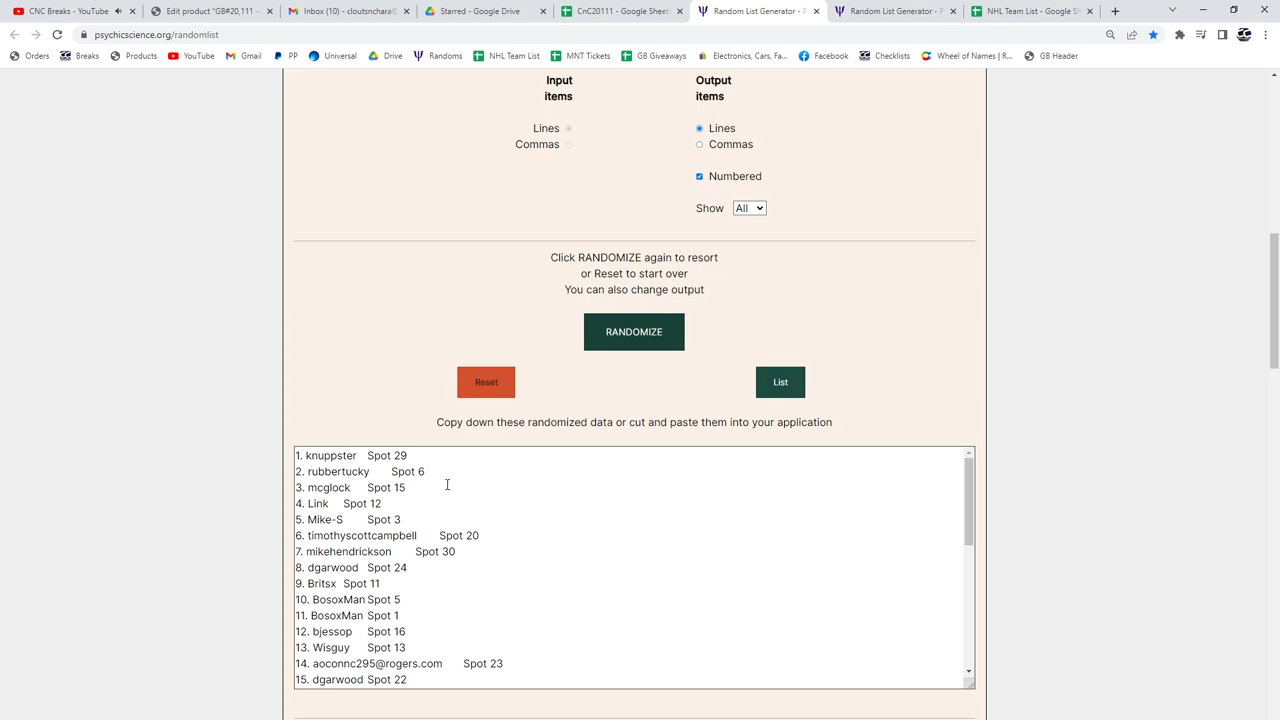 CNC Breaks - YouTube
Edit product “GB#20,111 -
Inbox (10) - cloutsnchara@
Starred - Google Drive
CnC20111 - Google Sheets
Random List Generator - P
Random List Generator - P
NHL Team List - Google Sh
psychicscience.org/randomlist
Orders
Breaks
Products
YouTube
Gmail
PP
Universal
Drive
Randoms
NHL Team List
MNT Tickets
GB Giveaways
Electronics, Cars, Fa...
Facebook
Checklists
Wheel of Names | R...
GB Header
Input
items
Output
items
Lines
Commas
Lines
Commas
Numbered
Show All
Click RANDOMIZE again to resort
or Reset to start over
You can also change output
RANDOMIZE
Reset
List
Copy down these randomized data or cut and paste them into your application
1. knuppster Spot 29
2. rubbertucky Spot 6
3. mcglock Spot 15
4. Link Spot 12
5. Mike-S Spot 3
6. timothyscottcampbell Spot 20
7. mikehendrickson Spot 30
8. dgarwood Spot 24
9. Britsx Spot 11
10. BosoxMan Spot 5
11. BosoxMan Spot 1
12. bjessop Spot 16
13. Wisguy Spot 13
14. aoconnc295@rogers.com Spot 23
15. dgarwood Spot 22